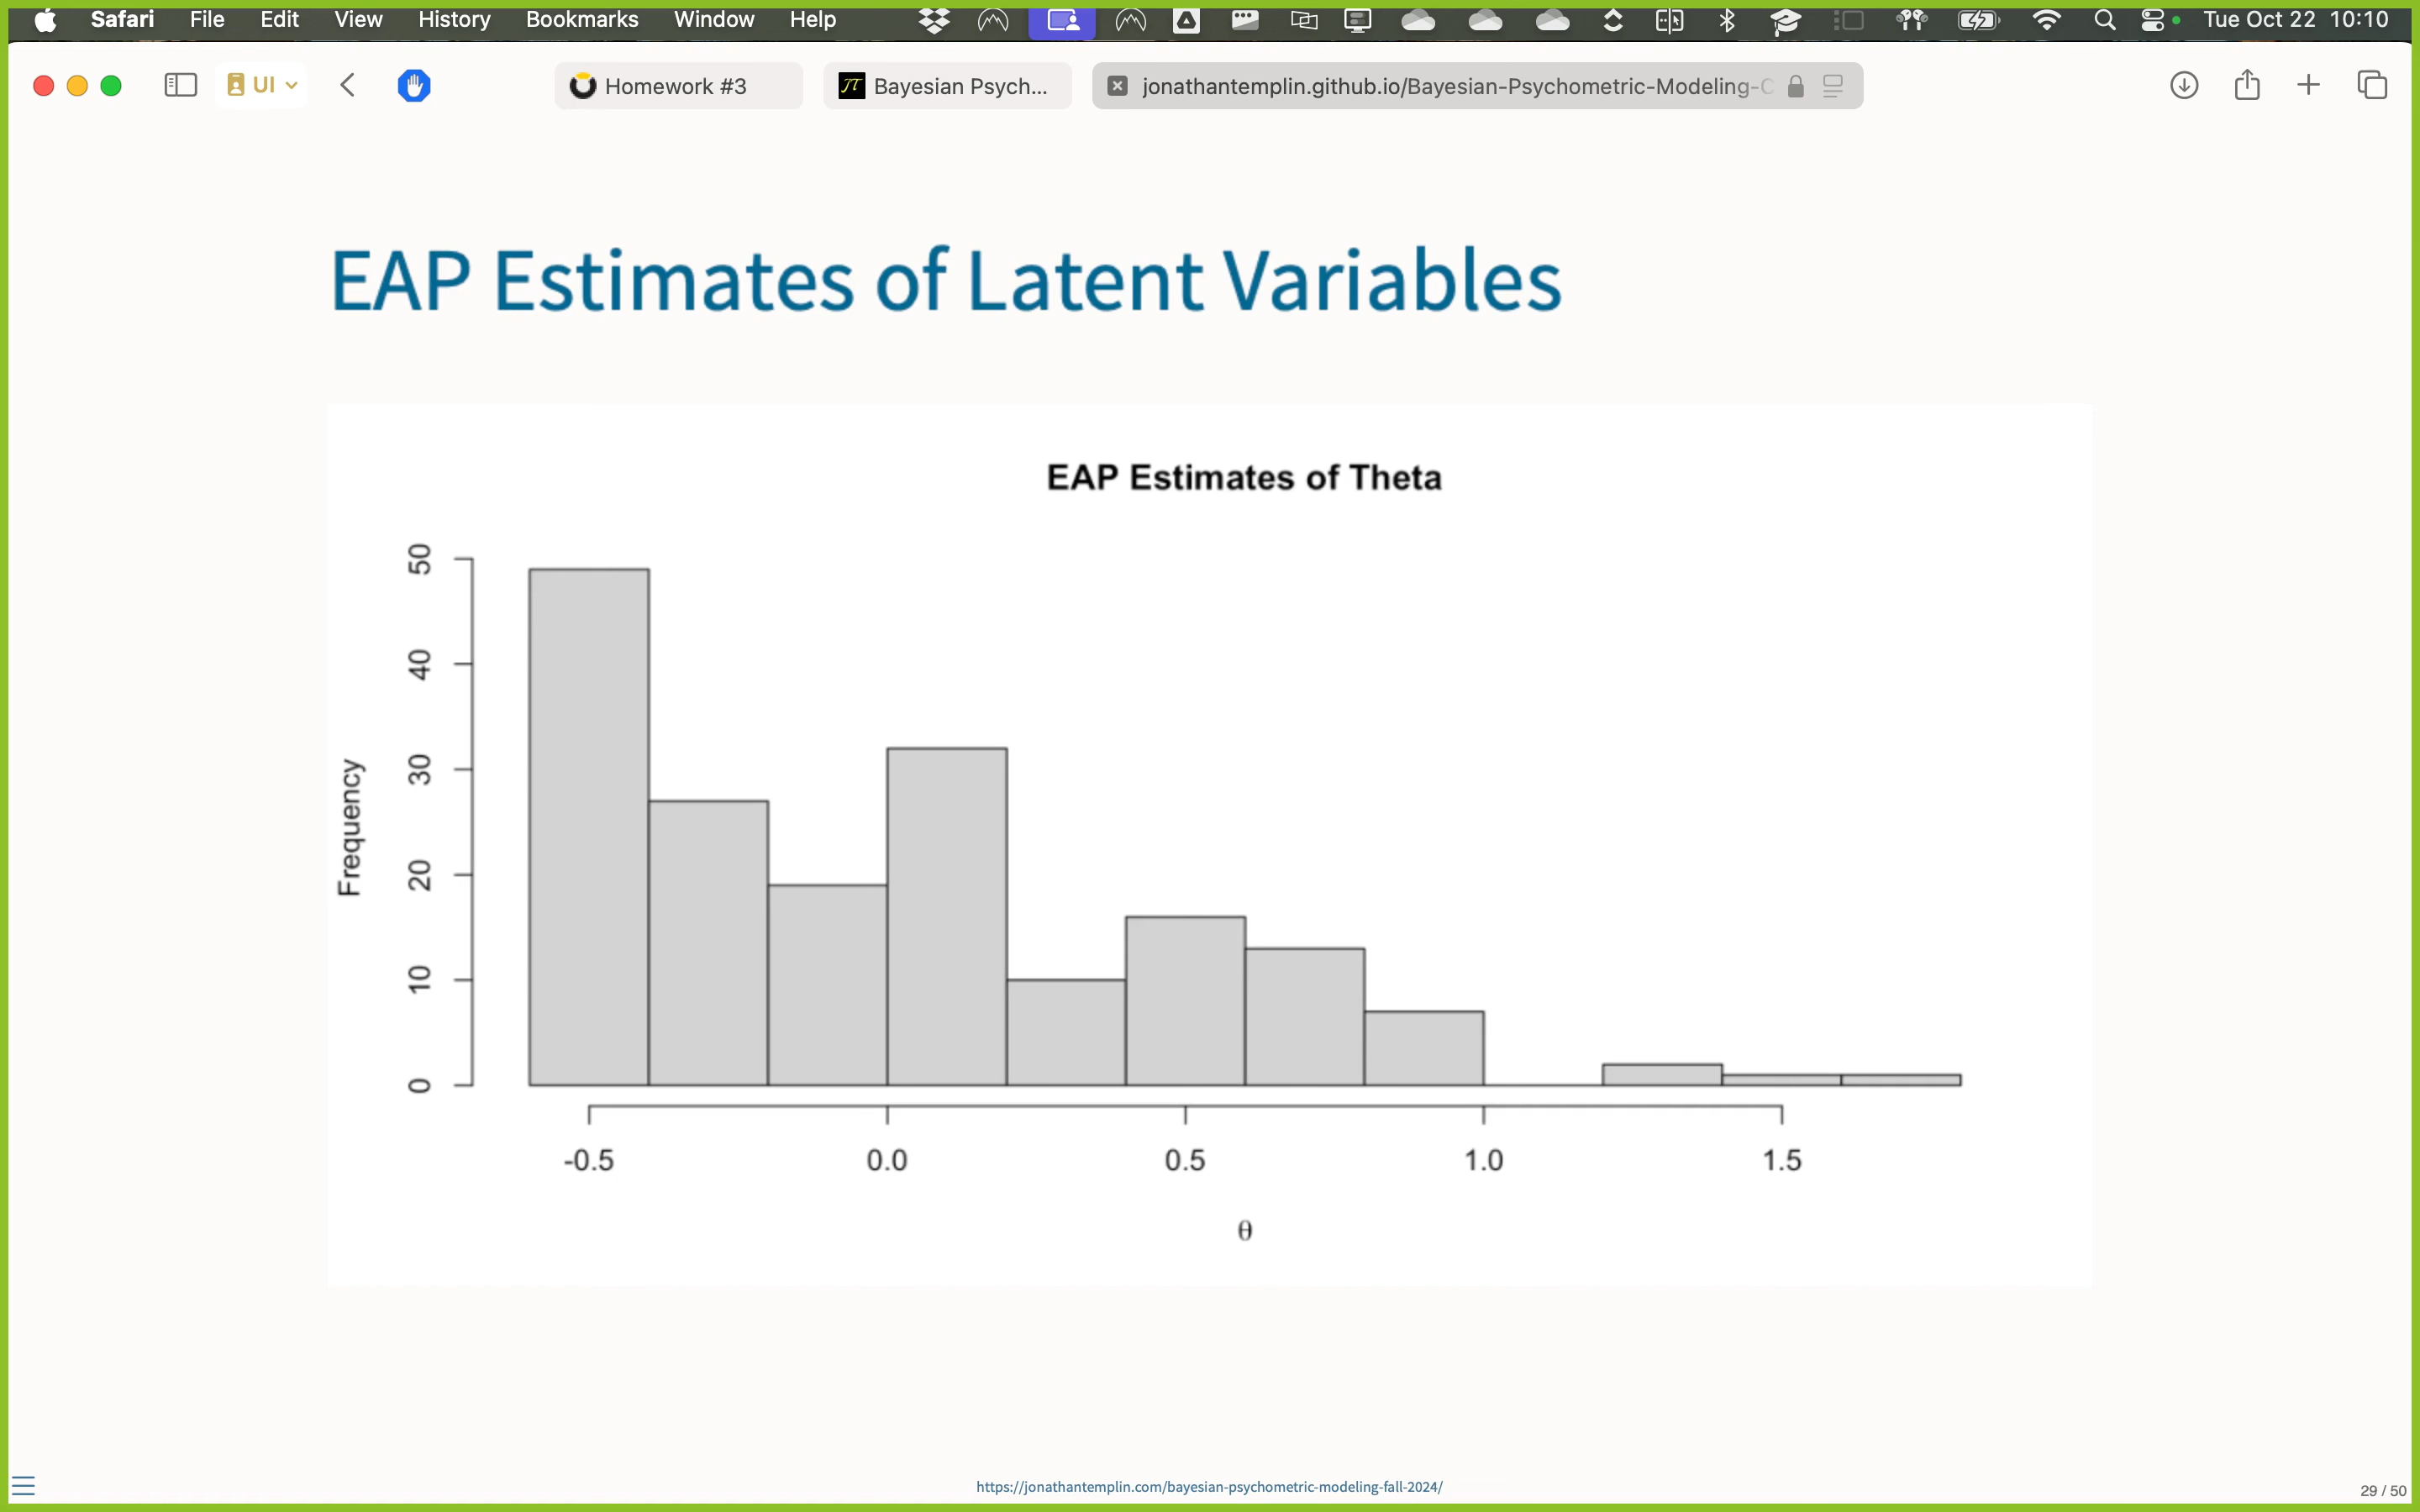 Safari File Edit View History Bookmarks Window Help Tue Oct 22 10:10
UI Homework #3 Bayesian Psych... jonathantemplin.github.io/Bayesian-Psychometric-Modeling-C
EAP Estimates of Latent Variables
EAP Estimates of Theta
Frequency
50
40
30
20
10
0
-0.5 0.0 0.5 1.0 1.5
θ
https://jonathantemplin.com/bayesian-psychometric-modeling-fall-2024/
29 / 50